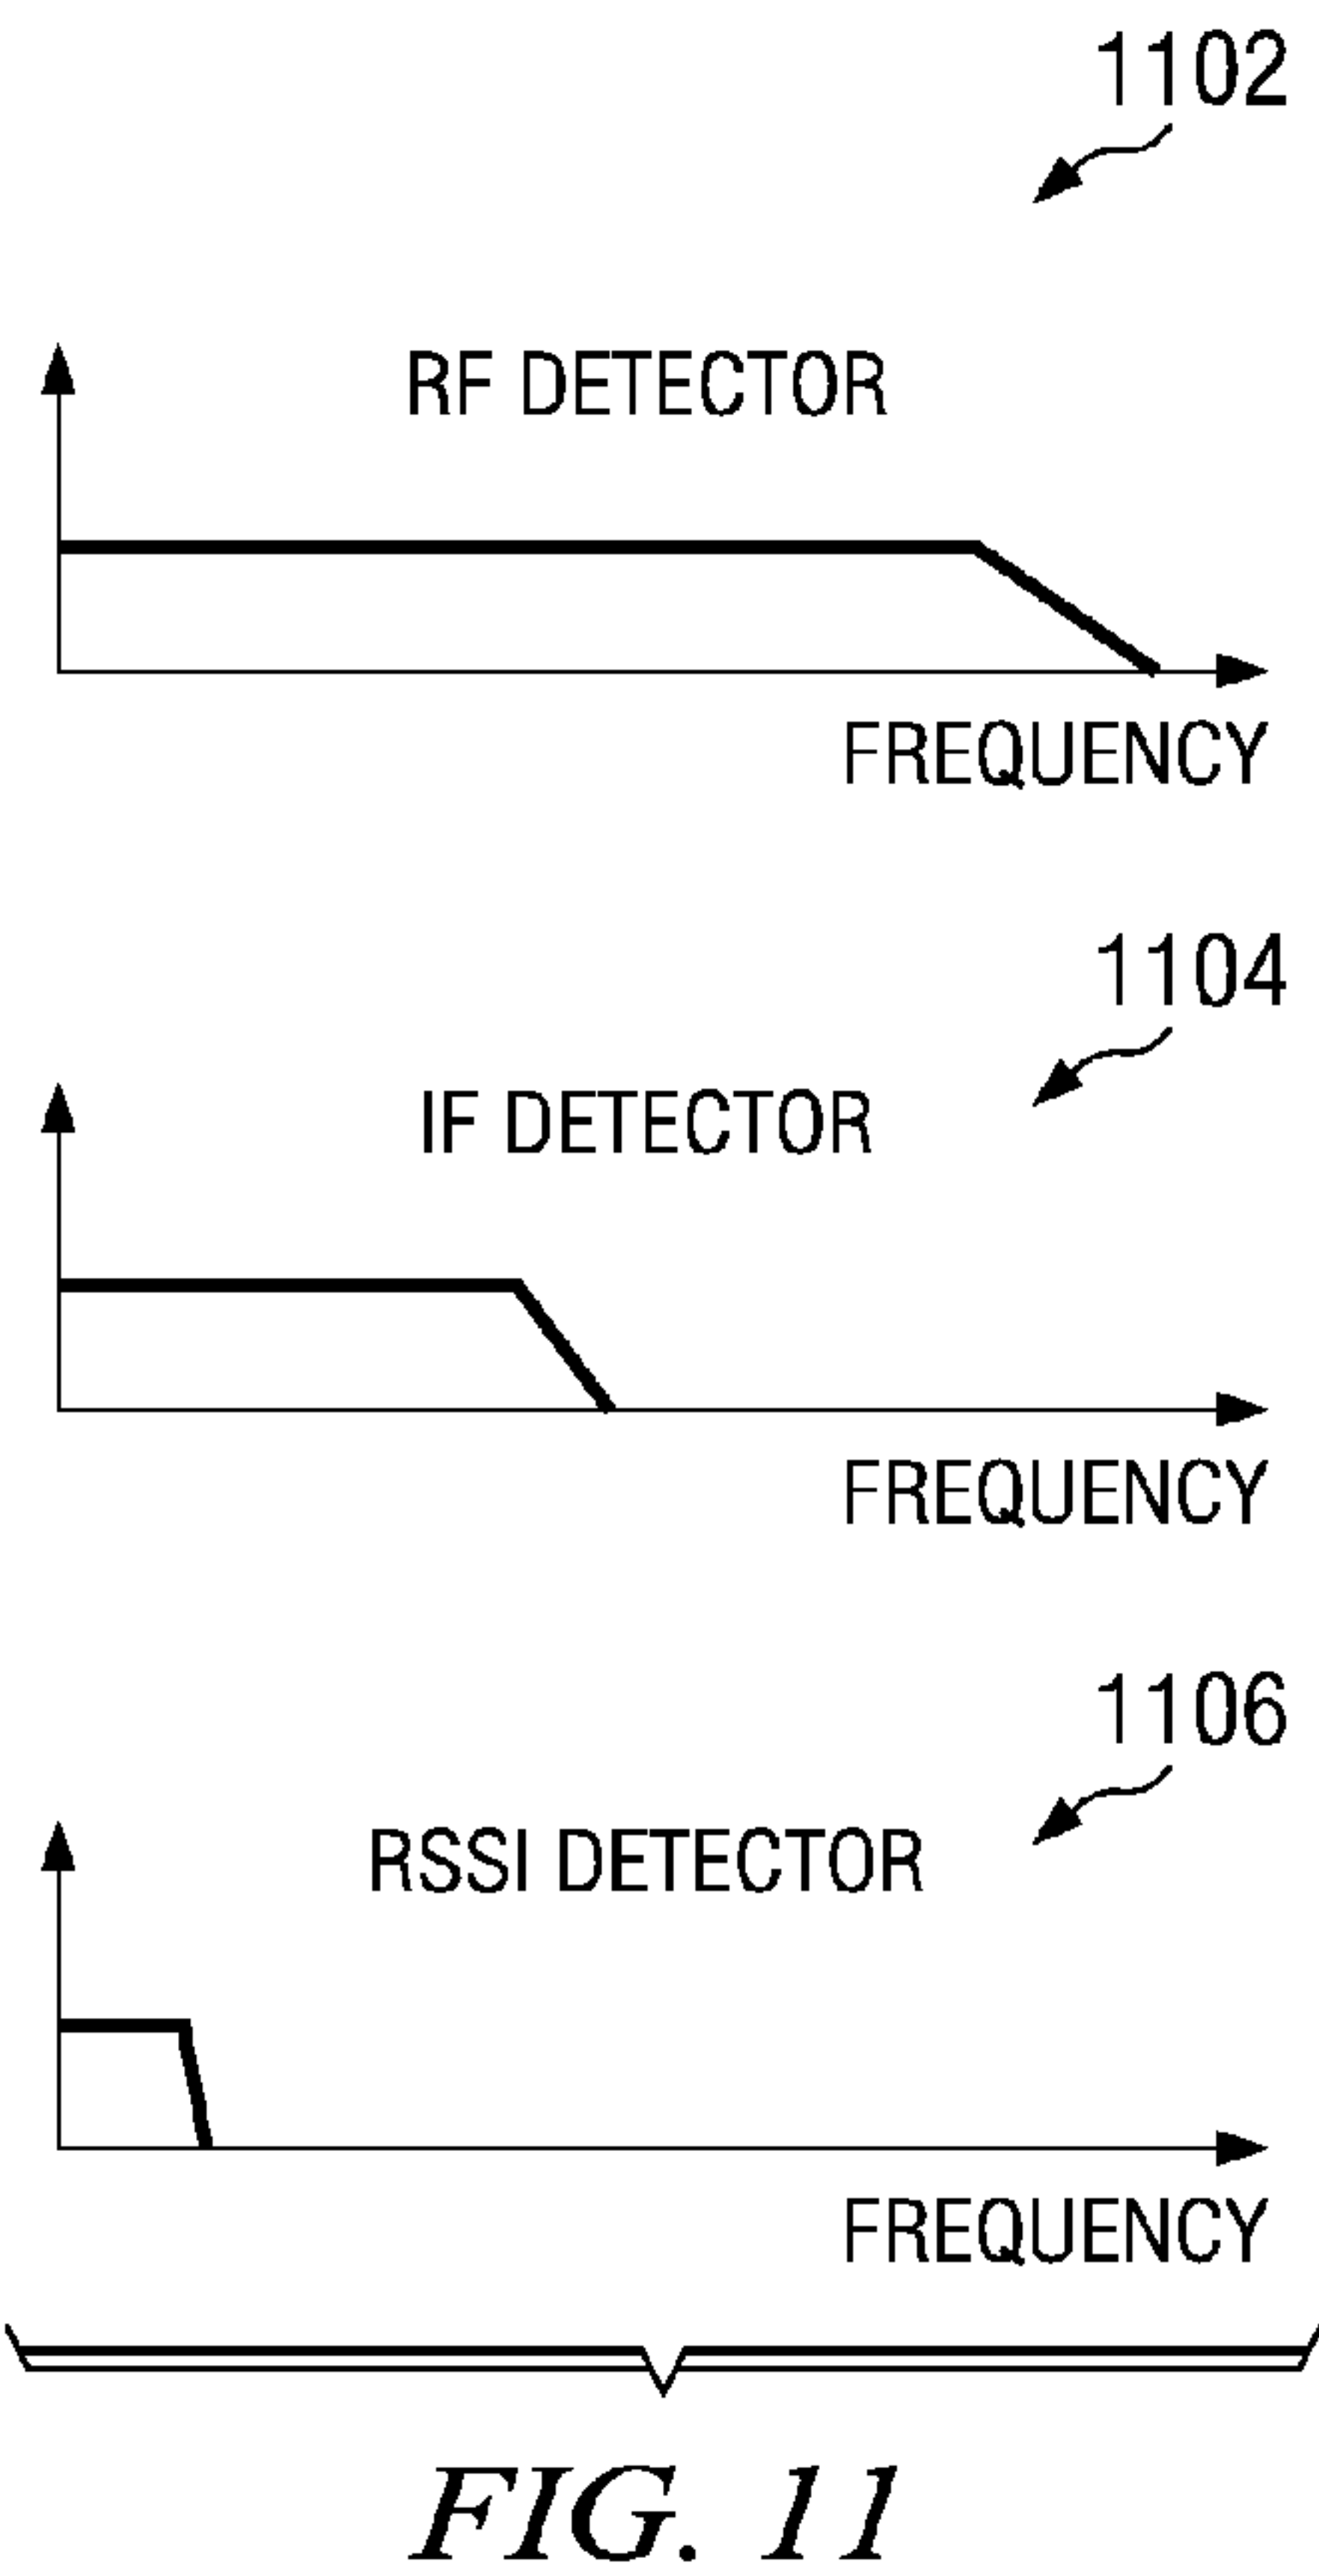 1102
RF DETECTOR
FREQUENCY
1104
IF DETECTOR
FREQUENCY
1106
RSSI DETECTOR
FREQUENCY
FIG. 11